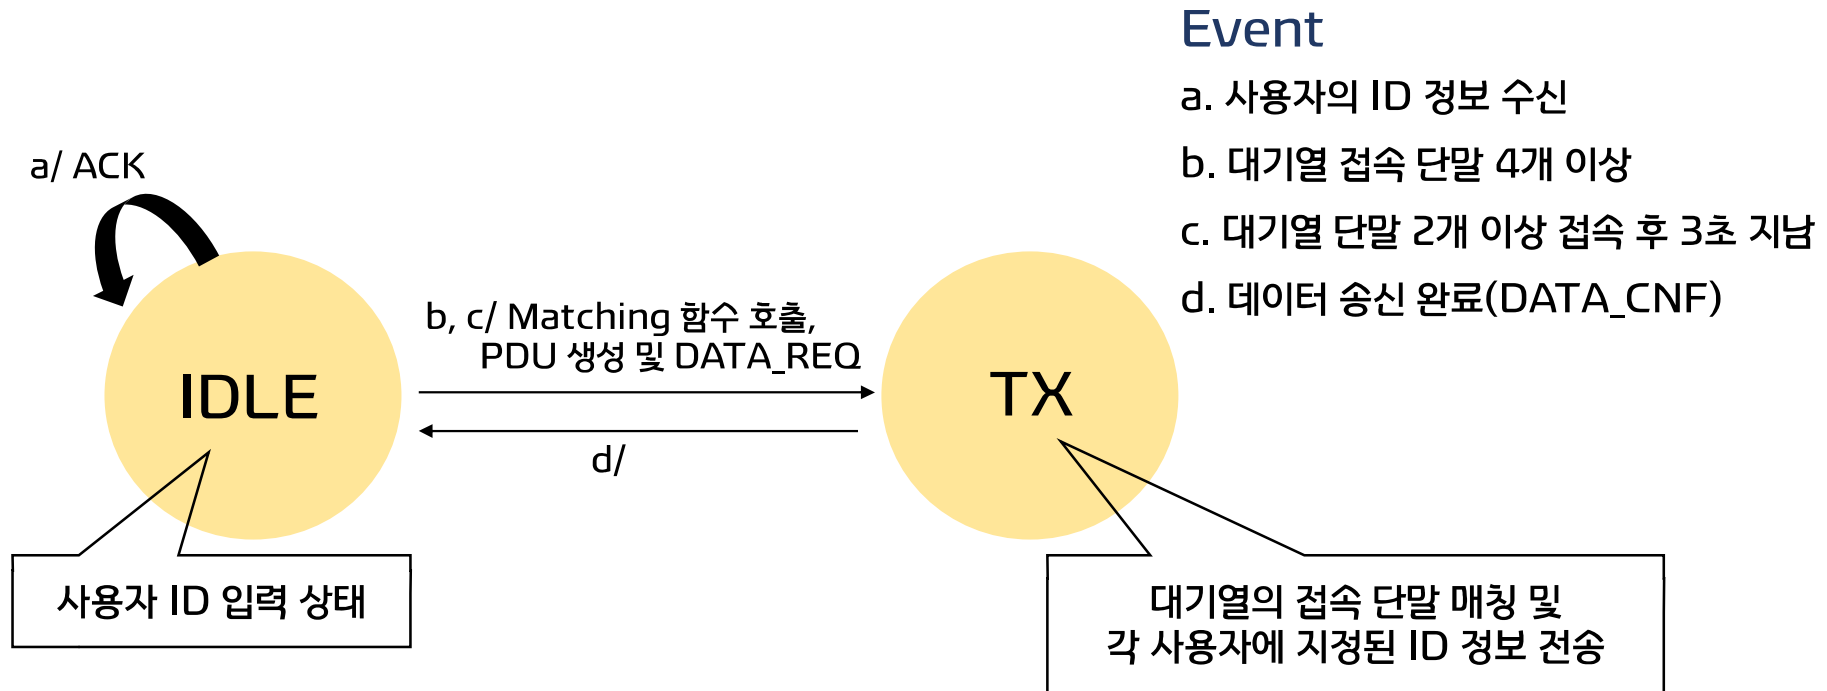 Event
a. 사용자의 ID 정보 수신
b. 대기열 접속 단말 4개 이상
c. 대기열 단말 2개 이상 접속 후 3초 지남
d. 데이터 송신 완료(DATA_CNF)
a/ ACK
b, c/ Matching 함수 호출,
PDU 생성 및 DATA_REQ
IDLE
TX
d/
사용자 ID 입력 상태
대기열의 접속 단말 매칭 및
각 사용자에 지정된 ID 정보 전송